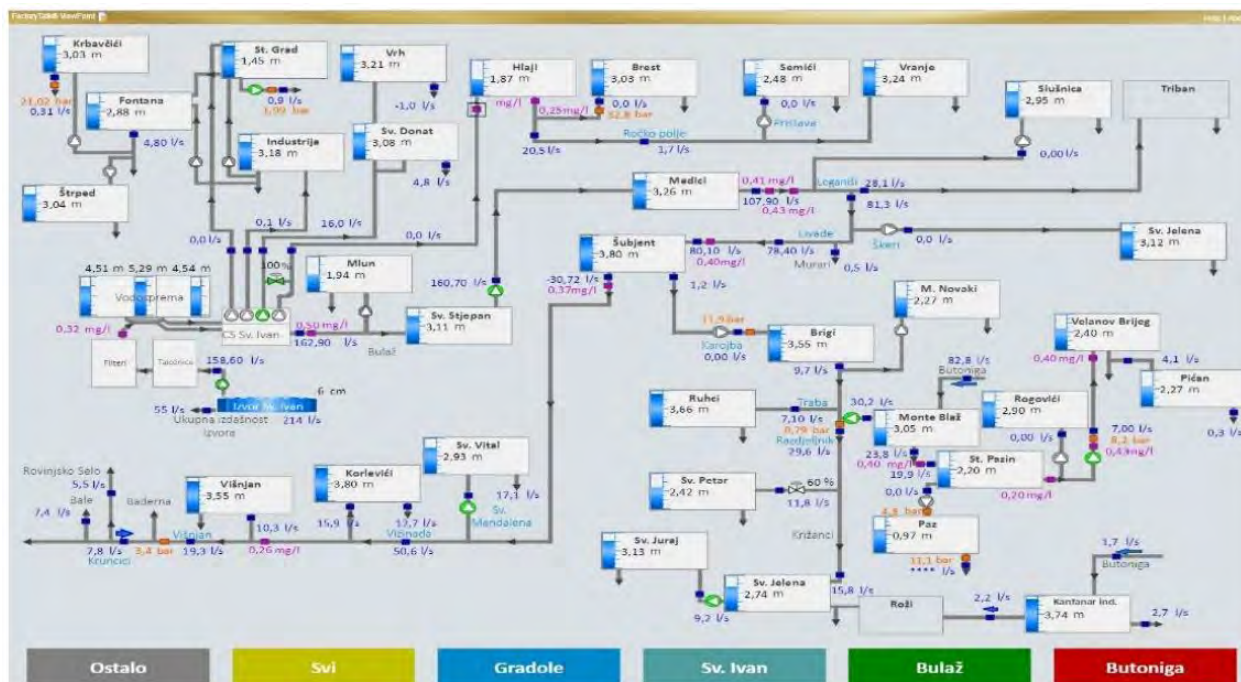 FactoryTalk® ViewPoint
Krbavčići
3,03 m
21,02 bar
0,31 l/s
Fontana
2,88 m
4,80 l/s
Štrped
3,04 m
St. Grad
1,45 m
0,9 l/s
1,99 bar
Industrije
3,18 m
Vrh
3,21 m
-1,0 l/s
Sv. Donat
3,08 m
4,8 l/s
0,0 l/s
0,1 l/s
16,0 l/s
0,0 l/s
Hlaji
1,87 m
mg/l
0,25mg/l
Brest
3,03 m
0,0 l/s
32,8 bar
20,5 l/s
Ročko polje
1,7 l/s
Semići
2,48 m
0,0 l/s
Pristava
Vranje
3,24 m
Slušnica
2,95 m
0,00 l/s
Triban
Medici
3,26 m
0,41 mg/l
107,90 l/s
0,43 mg/l
28,1 l/s
81,3 l/s
Šubjent
3,80 m
80,10 l/s
0,40mg/l
Livade
78,40 l/s
Murari
0,5 l/s
Škeri
0,0 l/s
Sv. Jelena
3,12 m
4,51 m 5,29 m 4,54 m
Vodosprema
0,32 mg/l
100 %
CS Sv. Ivan
0,50 mg/l
162,90 l/s
Mlun
1,94 m
Bulaž
Sv. Stjepan
3,11 m
160,70 l/s
Filteri
Taložnica
158,60 l/s
6 cm
Izvor Sv. Ivan
55 l/s
Ukupna izdašnost
izvora
214 l/s
-30,72 l/s
0,37mg/l
1,2 l/s
11,9 bar
Karojba
0,00 l/s
Brigi
3,55 m
9,7 l/s
M. Novaki
2,27 m
Ruhci
3,66 m
Traba
7,10 l/s
8,79 bar
Razdjeljnik
29,6 l/s
30,2 l/s
82,8 l/s
Butoniga
Monte Blaž
3,05 m
23,8 l/s
0,40 mg/l
19,9 l/s
Rogovići
2,90 m
0,00 l/s
St. Pazin
2,20 m
0,20 mg/l
Velanov Brijeg
2,40 m
0,40 mg/l
4,1 l/s
Pićan
2,27 m
0,3 l/s
7,00 l/s
8,2 bar
0,43mg/l
0,0 l/s
4,8 bar
Paz
0,97 m
11,1 bar
**** l/s
Sv. Petar
2,42 m
60 %
11,8 l/s
Križanci
Sv. Juraj
3,13 m
9,2 l/s
Sv. Jelena
2,74 m
15,8 l/s
Roži
2,2 l/s
1,7 l/s
Butoniga
Kanfanar ind.
3,74 m
2,7 l/s
Sv. Vital
2,93 m
17,1 l/s
Sv.
Mandalena
Korlevići
3,80 m
15,9 l/s
12,7 l/s
Vizinada
50,6 l/s
Višnjan
3,55 m
10,3 l/s
0,26 mg/l
Višnjan
19,3 l/s
3,4 bar
Rovinjsko Selo
5,5 l/s
Bale
7,4 l/s
Baderna
7,8 l/s
Kruncici
Ostalo
Svi
Gradole
Sv. Ivan
Bulaž
Butoniga